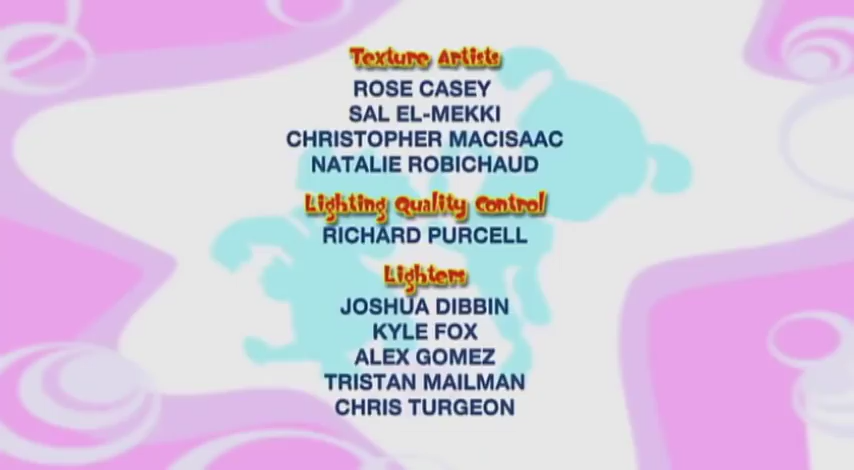 Texture Artists
ROSE CASEY
SAL EL-MEKKI
CHRISTOPHER MACISAAC
NATALIE ROBICHAUD
Lighting Quality Control
RICHARD PURCELL
Lighters
JOSHUA DIBBIN
KYLE FOX
ALEX GOMEZ
TRISTAN MAILMAN
CHRIS TURGEON